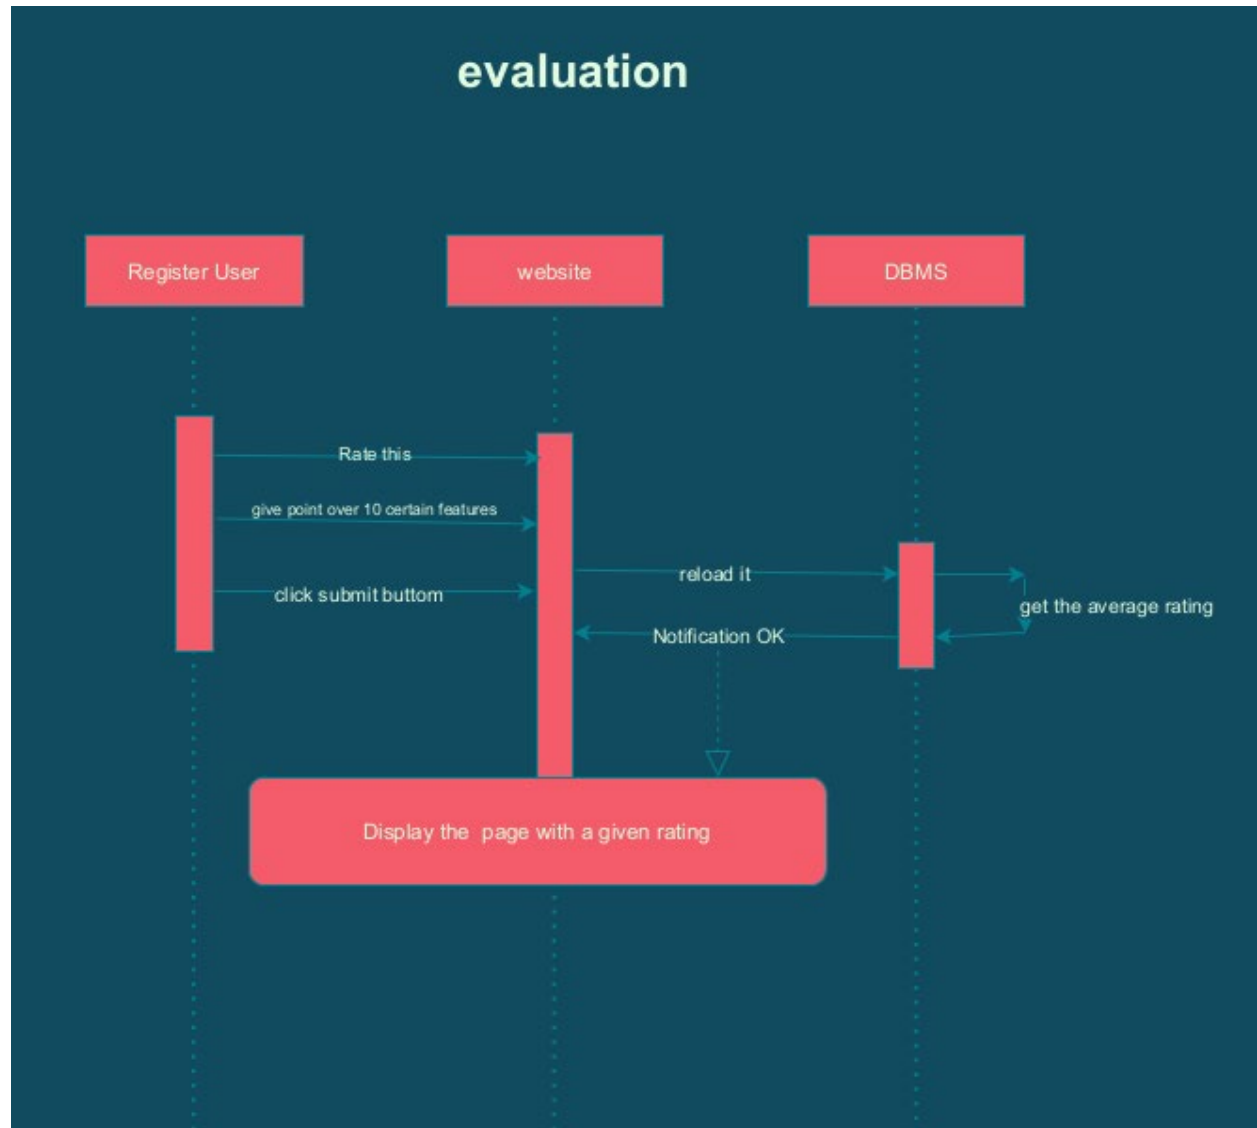 evaluation
Register User
website
DBMS
Rate this
give point over 10 certain features
reload it
click submit buttom
get the average rating
Notification OK
Display the page with a given rating